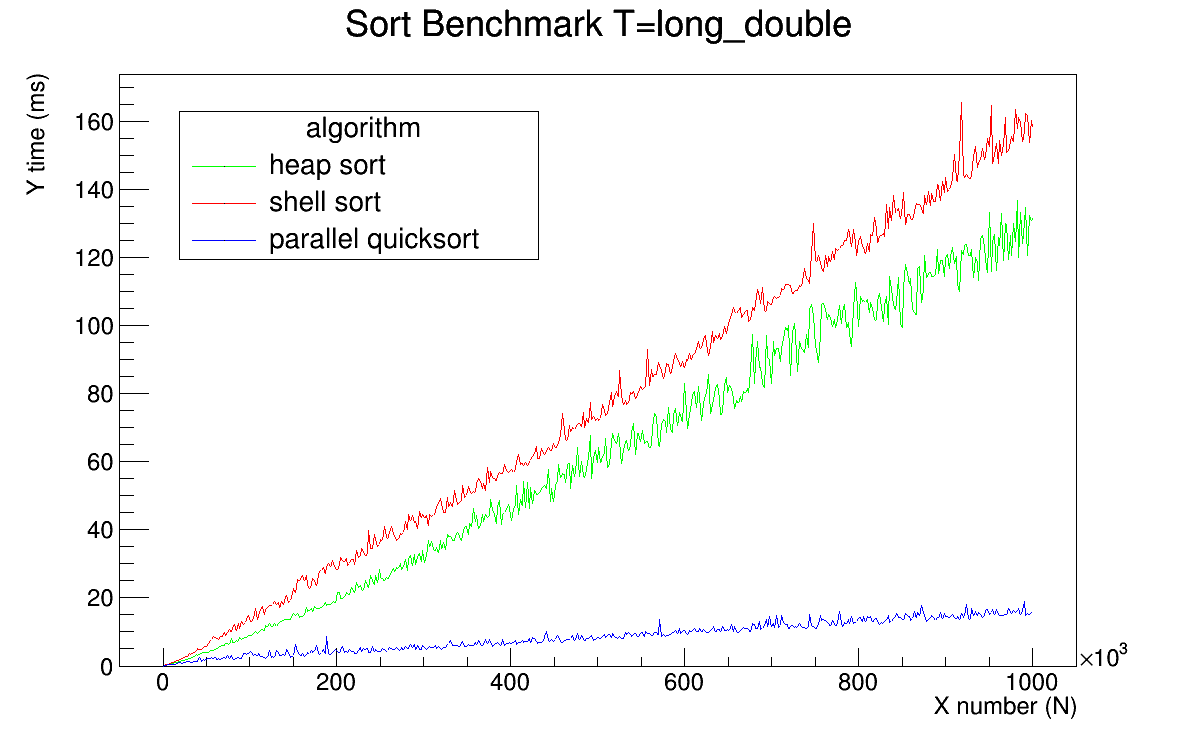 Sort Benchmark T=long_double
Y time (ms)
algorithm
heap sort
shell sort
parallel quicksort
160
140
120
100
80
60
40
20
0
0 200 400 600 800 1000
×10³
X number (N)